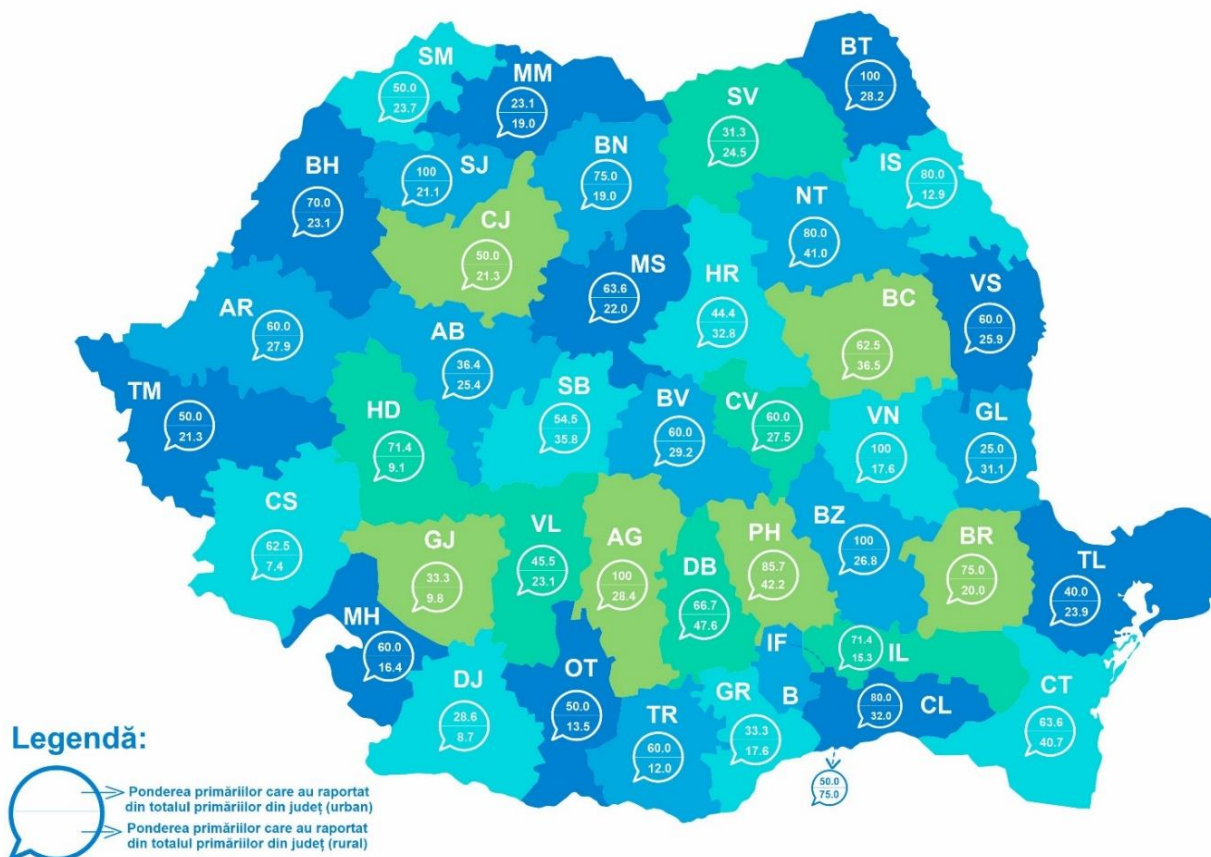 SM
50.0
23.7
MM
23.1
19.0
BT
100
28.2
SV
31.3
24.5
IS
80.0
12.9
BH
70.0
23.1
SJ
100
21.1
BN
75.0
19.0
NT
80.0
41.0
CJ
50.0
21.3
MS
63.6
22.0
HR
44.4
32.8
BC
62.5
36.5
VS
60.0
25.9
AR
60.0
27.9
AB
36.4
25.4
TM
50.0
21.3
HD
71.4
9.1
SB
54.5
35.8
BV
60.0
29.2
CV
60.0
27.5
VN
100
17.6
GL
25.0
31.1
CS
62.5
7.4
GJ
33.3
9.8
VL
45.5
23.1
AG
100
28.4
DB
66.7
47.6
PH
85.7
42.2
BZ
100
26.8
BR
75.0
20.0
TL
40.0
23.9
MH
60.0
16.4
DJ
28.6
8.7
OT
50.0
13.5
TR
60.0
12.0
GR
33.3
17.6
IF
B
71.4
15.3
IL
80.0
32.0
CL
CT
63.6
40.7
50.0
75.0
Legendă:
Ponderea primăriilor care au raportat
din totalul primăriilor din județ (urban)
Ponderea primăriilor care au raportat
din totalul primăriilor din județ (rural)